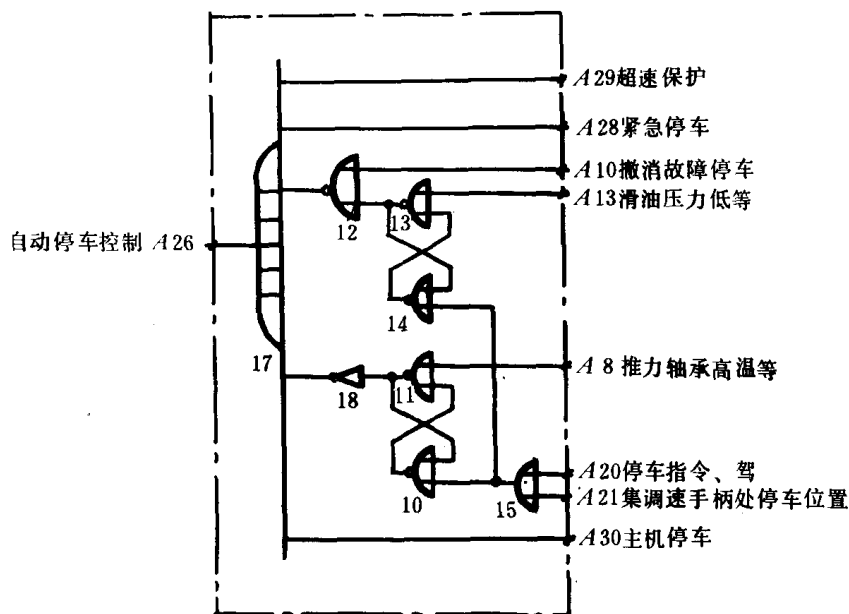 A29超速保护
A28紧急停车
A10撤消故障停车
A13滑油压力低等
12
13
自动停车控制 A26
14
17
A8推力轴承高温等
18
11
A20停车指令、驾
A21集调速手柄处停车位置
10
15
A30主机停车